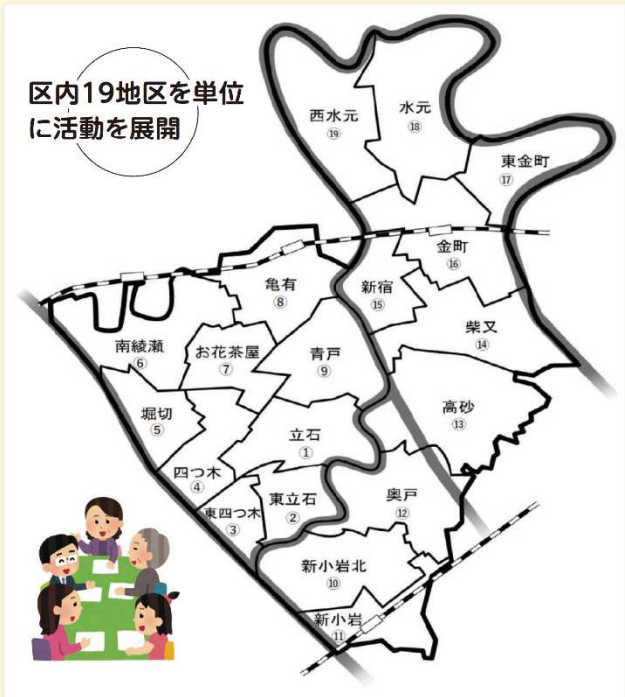 区内19地区を単位
に活動を展開
西水元
⑲
水元
⑱
東金町
⑰
金町
⑯
新宿
⑮
柴又
⑭
亀有
⑧
南綾瀬
⑥
お花茶屋
⑦
青戸
⑨
堀切
⑤
高砂
⑬
立石
①
四つ木
④
東立石
②
東四つ木
③
奥戸
⑫
新小岩北
⑩
新小岩
⑪